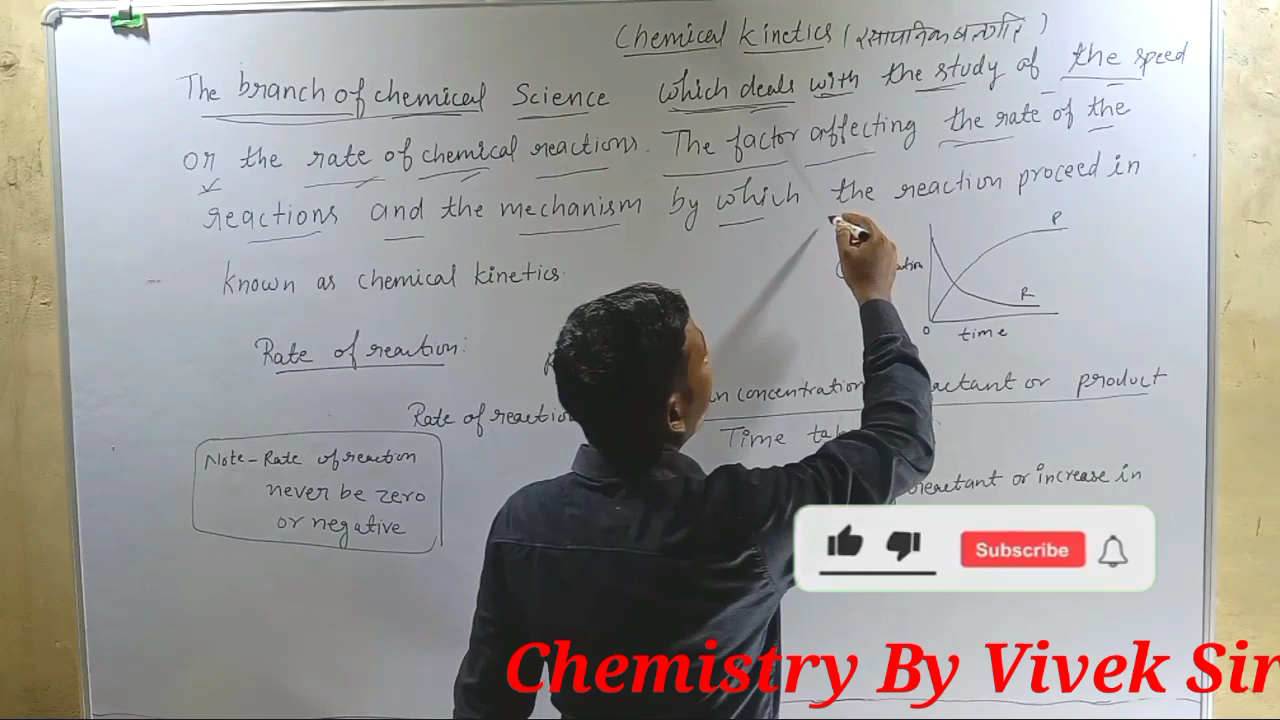 Chemical kinetics (रसायनिक बलगति)
The branch of chemical Science which deals with the study of the speed
OR the rate of chemical reactions. The factor affecting the rate of the
reactions and the mechanism by which the reaction proceed in
known as chemical kinetics.
P
R
0
time
Rate of reaction:
in concentration or product
Rate of
Time
Note - Rate of reaction
never be zero
or negative
reactant or increase in
Subscribe
Chemistry By Vivek Sir